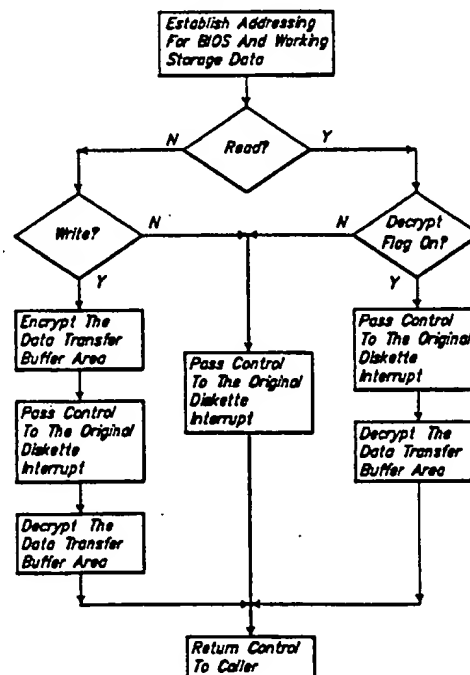 Establish Addressing
For BIOS And Working
Storage Data
N
Read?
Y
Write?
N
N
Decrypt
Flag On?
Y
Y
Encrypt The
Data Transfer
Buffer Area
Pass Control
To The Original
Diskette
Interrupt
Pass Control
To The Original
Diskette
Interrupt
Pass Control
To The Original
Diskette
Interrupt
Decrypt The
Data Transfer
Buffer Area
Decrypt The
Data Transfer
Buffer Area
Return Control
To Caller